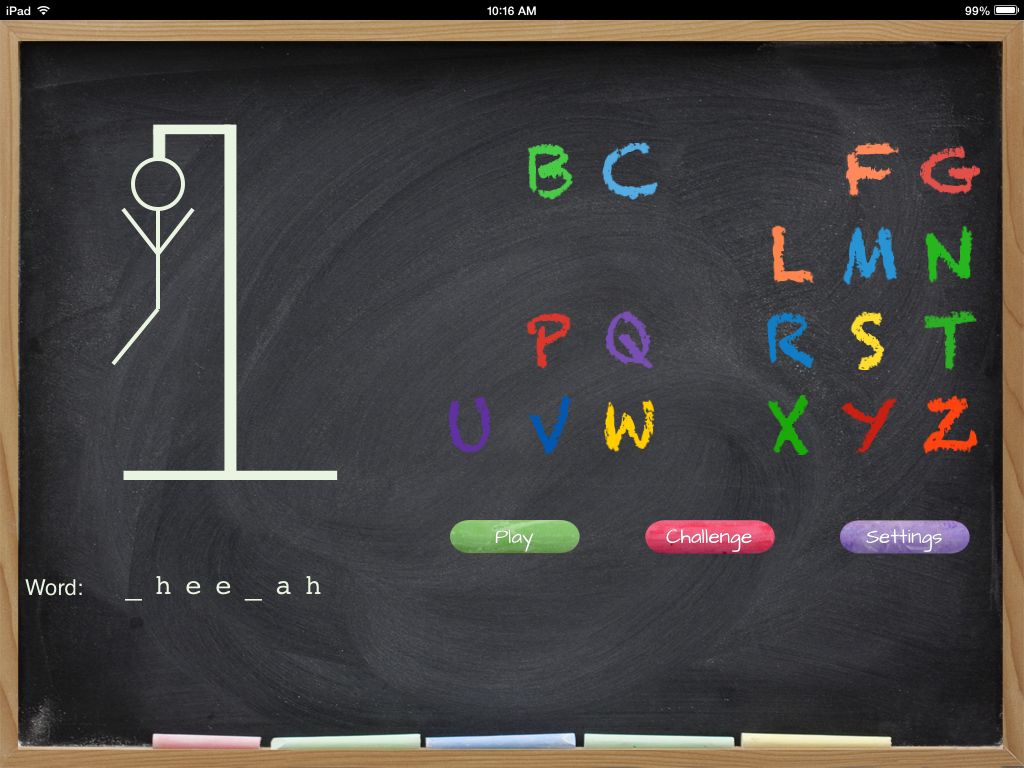 iPad 10:16 AM 99%
B C F G
L M N
P Q R S T
U V W X Y Z
Play Challenge Settings
Word: _ h e e _ a h